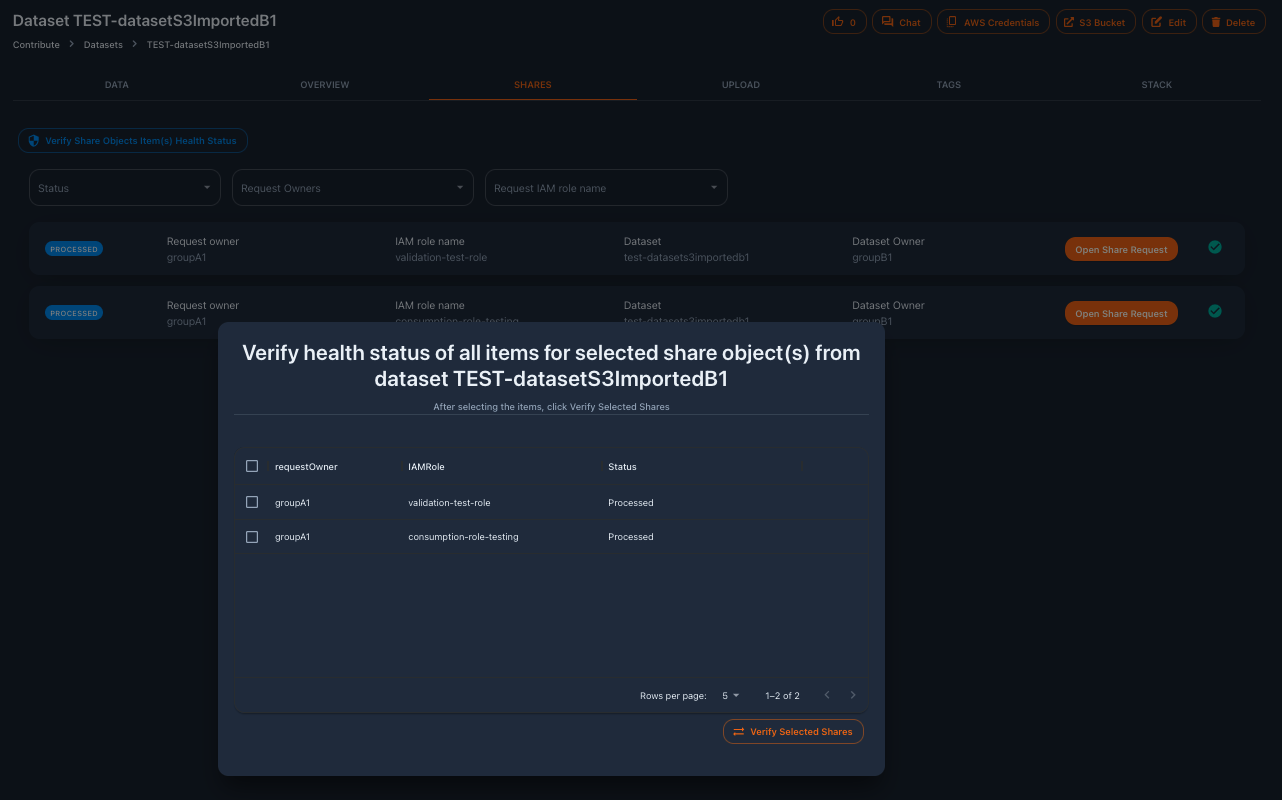 Dataset TEST-datasetS3ImportedB1
0
Chat
AWS Credentials
S3 Bucket
Edit
Delete
Contribute > Datasets > TEST-datasetS3ImportedB1
DATA
OVERVIEW
SHARES
UPLOAD
TAGS
STACK
Verify Share Objects Item(s) Health Status
Status
Request Owners
Request IAM role name
PROCESSED
Request owner
groupA1
IAM role name
validation-test-role
Dataset
test-datasets3importedb1
Dataset Owner
groupB1
Open Share Request
PROCESSED
Request owner
groupA1
IAM role name
consumption-role-testing
Dataset
test-datasets3importedb1
Dataset Owner
groupB1
Open Share Request
Verify health status of all items for selected share object(s) from
dataset TEST-datasetS3ImportedB1
After selecting the items, click Verify Selected Shares
requestOwner IAMRole Status
groupA1 validation-test-role Processed
groupA1 consumption-role-testing Processed
Rows per page: 5 1–2 of 2
Verify Selected Shares